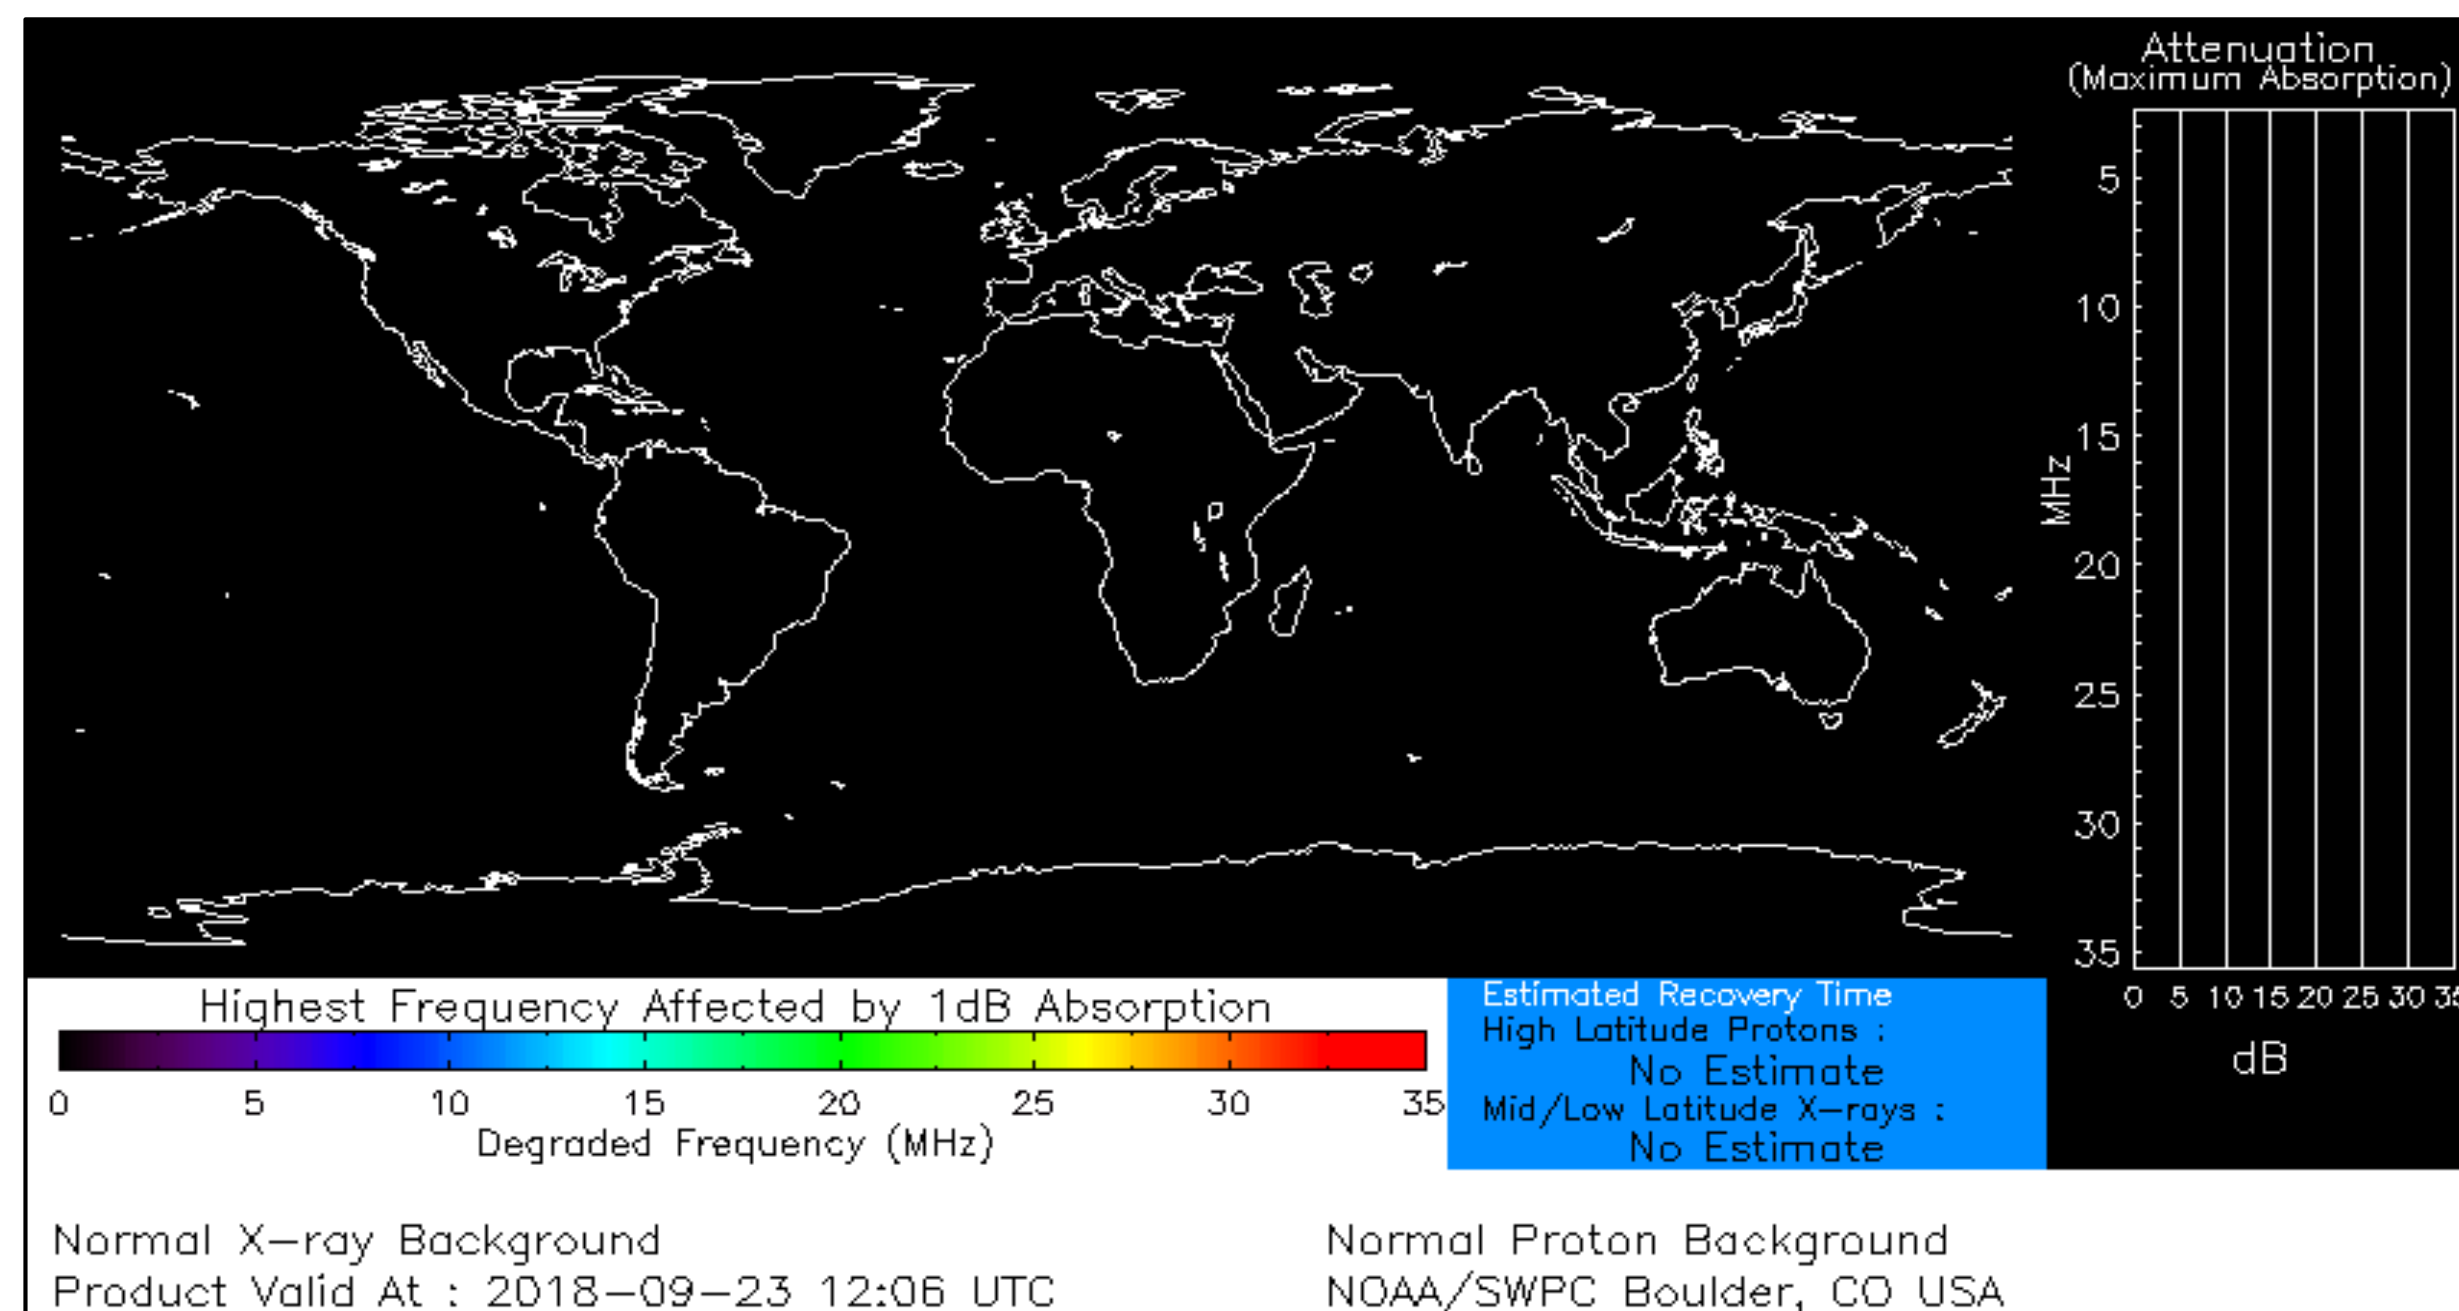 Attenuation
(Maximum Absorption)
5
10
15
20
25
30
35
MHz
0 5 10 15 20 25 30 35
dB
Highest Frequency Affected by 1dB Absorption
0 5 10 15 20 25 30 35
Degraded Frequency (MHz)
Estimated Recovery Time
High Latitude Protons :
No Estimate
Mid/Low Latitude X-rays :
No Estimate
Normal X-ray Background
Normal Proton Background
Product Valid At : 2018-09-23 12:06 UTC
NOAA/SWPC Boulder, CO USA